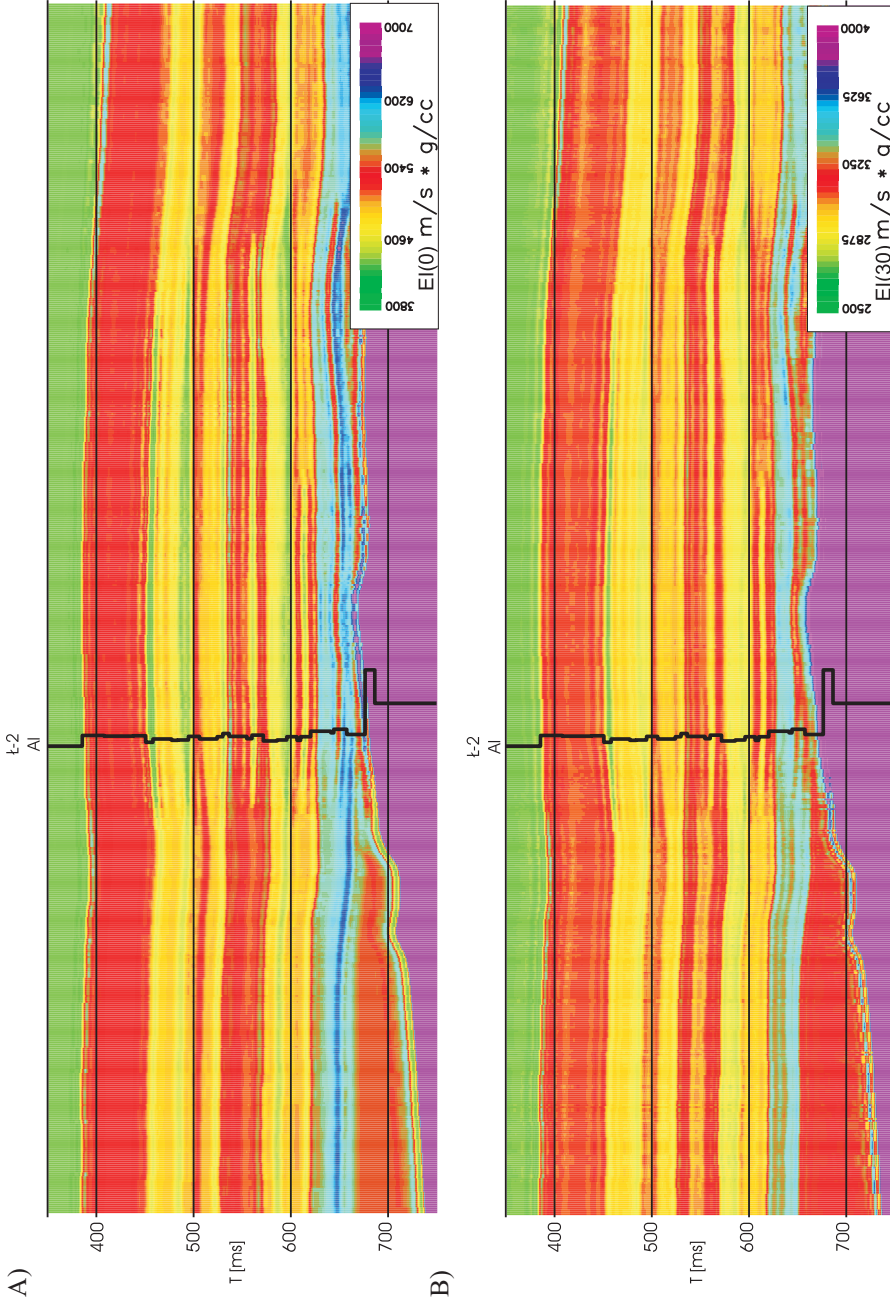 A)
Ł-2
AI
400
500
600
700
T [ms]
3800 4600 5400 6200 7000
EI(0) m/s * g/cc
B)
Ł-2
AI
400
500
600
700
T [ms]
2500 2875 3250 3625 4000
EI(30) m/s * g/cc